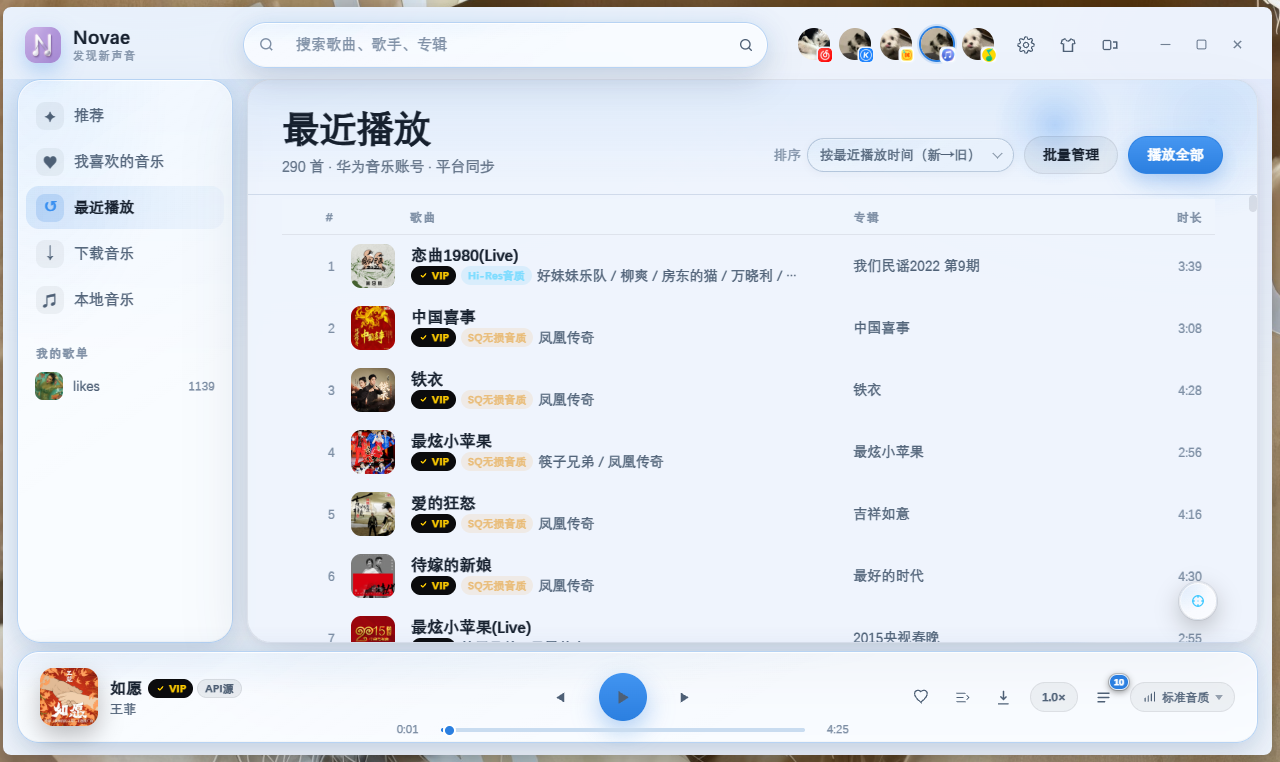 Novae
发现新声音
搜索歌曲、歌手、专辑
推荐
我喜欢的音乐
最近播放
下载音乐
本地音乐
我的歌单
likes 1139
最近播放
290 首 · 华为音乐账号 · 平台同步
排序 按最近播放时间（新→旧） 批量管理 播放全部
# 歌曲 专辑 时长
1 恋曲1980(Live) 我们民谣2022 第9期 3:39
VIP Hi-Res音质 好妹妹乐队 / 柳爽 / 房东的猫 / 万晓利 / ···
2 中国喜事 中国喜事 3:08
VIP SQ无损音质 凤凰传奇
3 铁衣 铁衣 4:28
VIP SQ无损音质 凤凰传奇
4 最炫小苹果 最炫小苹果 2:56
VIP SQ无损音质 筷子兄弟 / 凤凰传奇
5 爱的狂怒 吉祥如意 4:16
VIP SQ无损音质 凤凰传奇
6 待嫁的新娘 最好的时代 4:30
VIP SQ无损音质 凤凰传奇
7 最炫小苹果(Live) 2015央视春晚 2:55
如愿 VIP API源
王菲
0:01 4:25
1.0×
10
标准音质